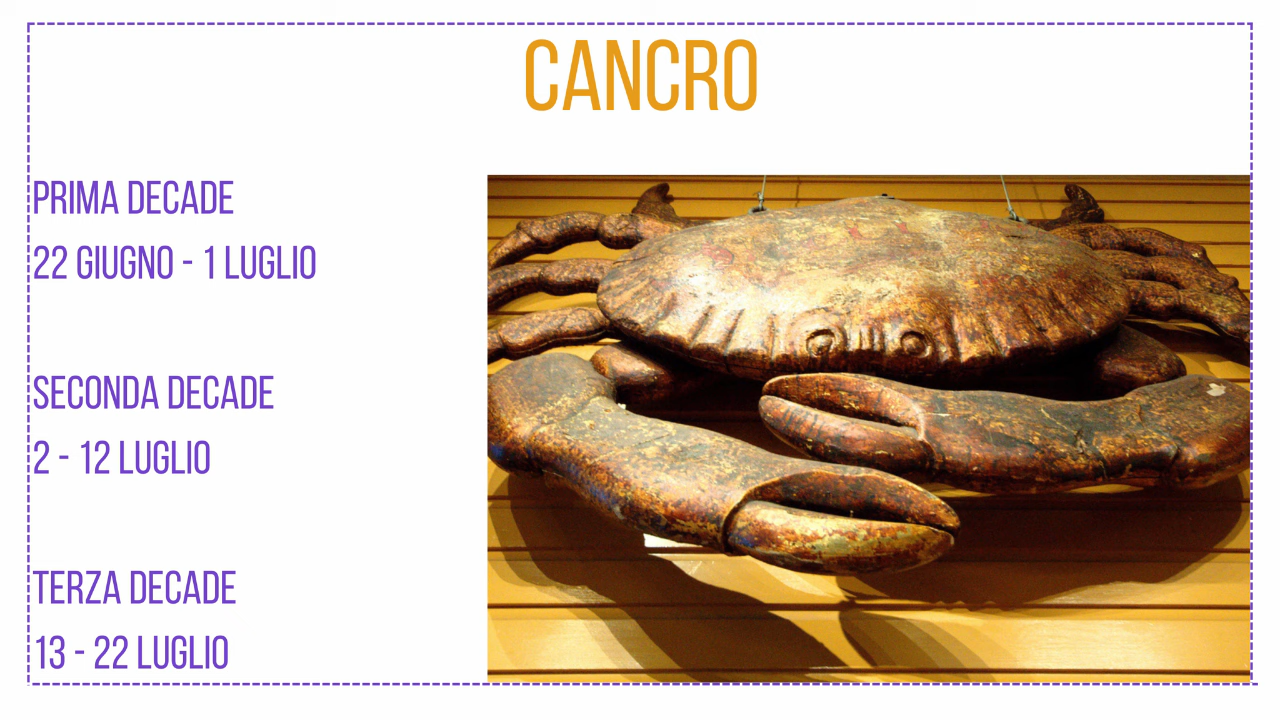 CANCRO
PRIMA DECADE
22 GIUGNO - 1 LUGLIO
SECONDA DECADE
2 - 12 LUGLIO
TERZA DECADE
13 - 22 LUGLIO